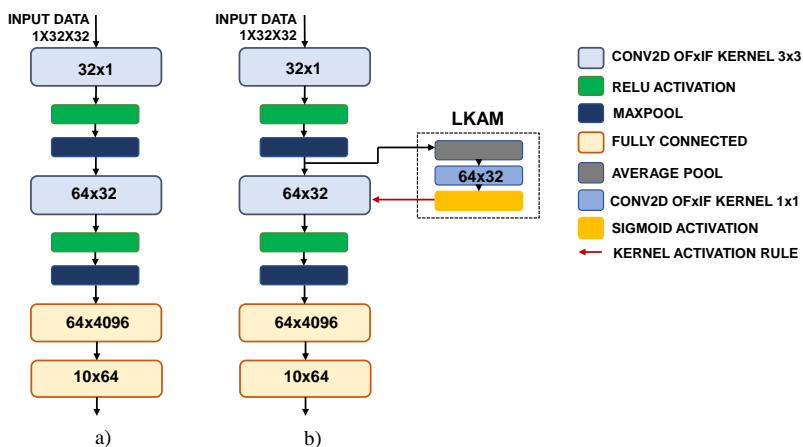 INPUT DATA
1X32X32
32x1
64x32
64x4096
10x64
a)
INPUT DATA
1X32X32
32x1
64x32
64x4096
10x64
b)
LKAM
64x32
CONV2D OFxIF KERNEL 3x3
RELU ACTIVATION
MAXPOOL
FULLY CONNECTED
AVERAGE POOL
CONV2D OFxIF KERNEL 1x1
SIGMOID ACTIVATION
KERNEL ACTIVATION RULE